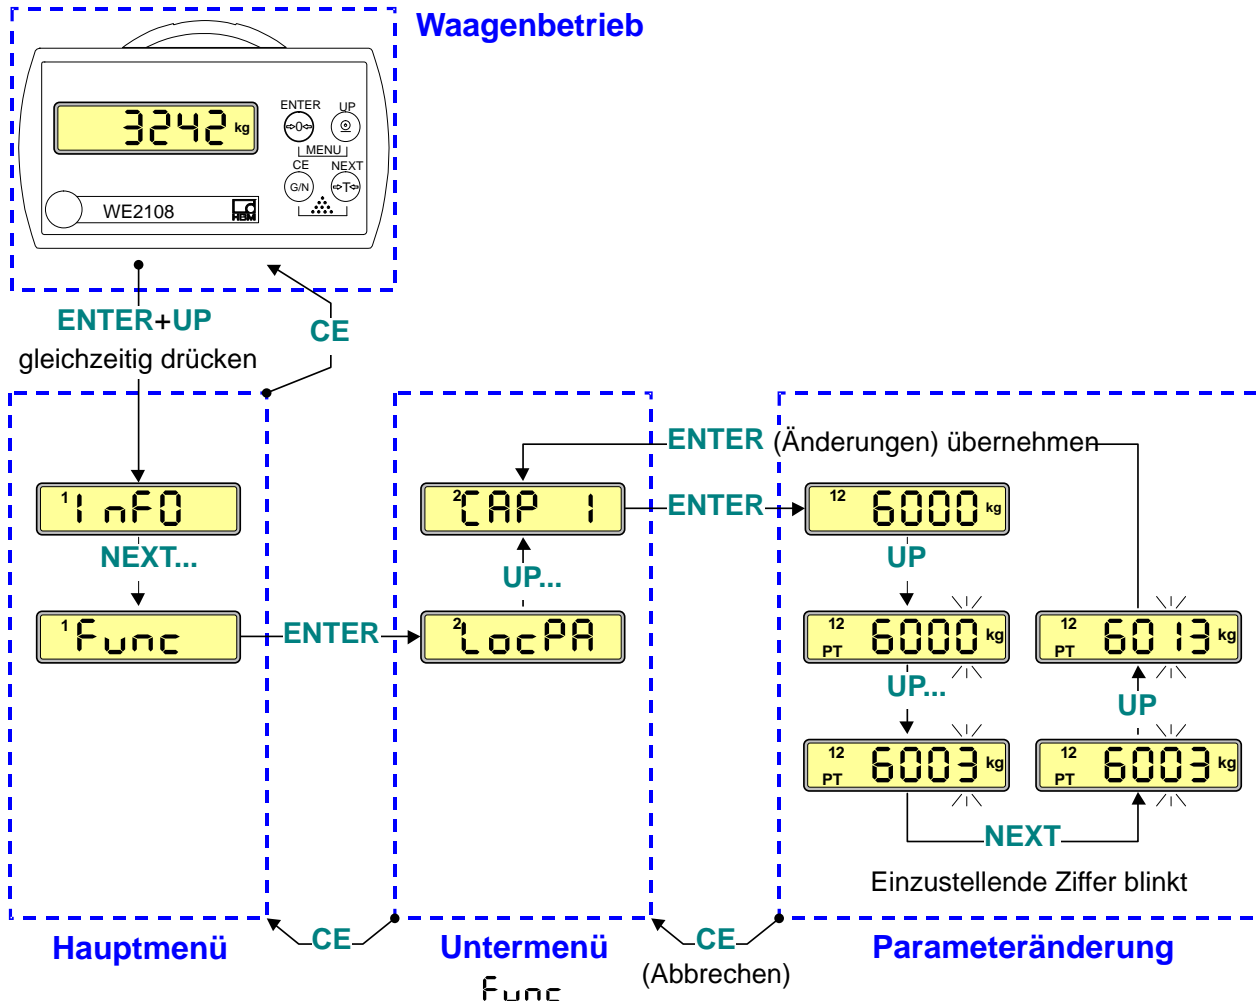 Waagenbetrieb
3242 kg
ENTER UP
MENU
CE NEXT
G/N T
WE2108
HBM
ENTER+UP
gleichzeitig drücken
CE
1 InFO
NEXT...
1 Func
ENTER
2 CAP 1
UP...
2 LocPA
ENTER (Änderungen) übernehmen
ENTER
12 6000 kg
UP
12 PT 6000 kg
UP...
12 PT 6003 kg
NEXT
12 PT 6003 kg
UP
12 PT 6013 kg
Einzustellende Ziffer blinkt
CE
CE
(Abbrechen)
Hauptmenü
Untermenü
Func
Parameteränderung